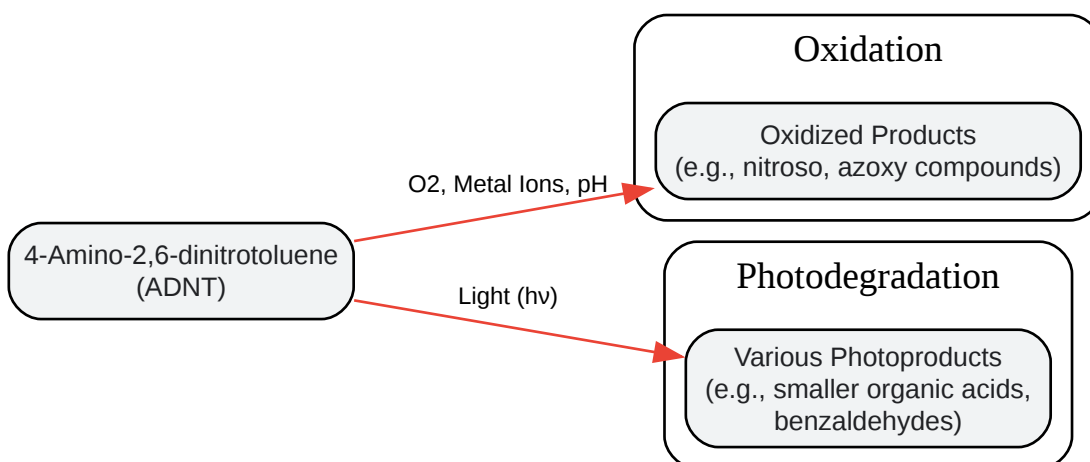 Oxidation
Oxidized Products
(e.g., nitroso, azoxy compounds)
O2, Metal Ions, pH
4-Amino-2,6-dinitrotoluene
(ADNT)
Light (hν)
Photodegradation
Various Photoproducts
(e.g., smaller organic acids,
benzaldehydes)